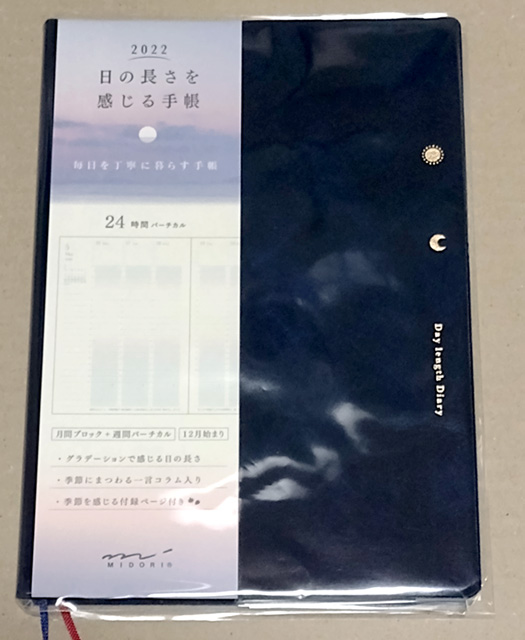 2022
日の長さを
感じる手帳
毎日を丁寧に暮らす手帳
24 時間 バーチカル
月間ブロック + 週間バーチカル 12月始まり
・グラデーションで感じる日の長さ
・季節にまつわる一言コラム入り
・季節を感じる付録ページ付き
MIDORI®
Day length Diary